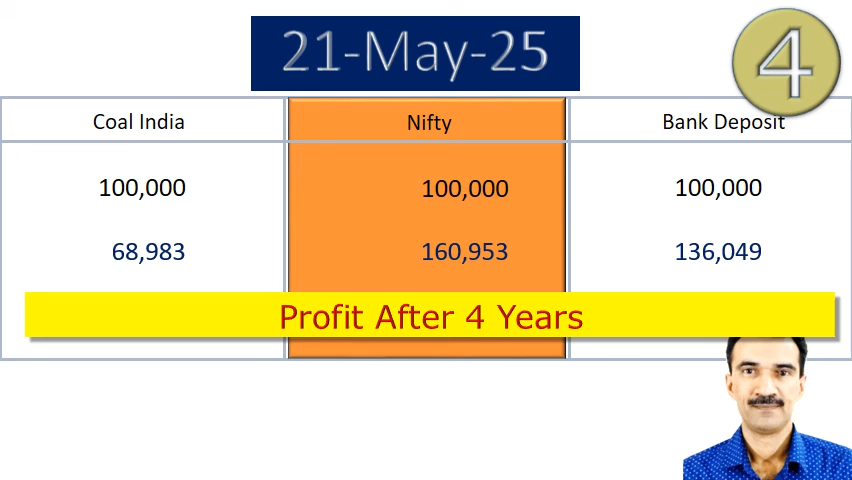 21-May-25
4
Coal India Nifty Bank Deposit
100,000 100,000 100,000
68,983 160,953 136,049
Profit After 4 Years